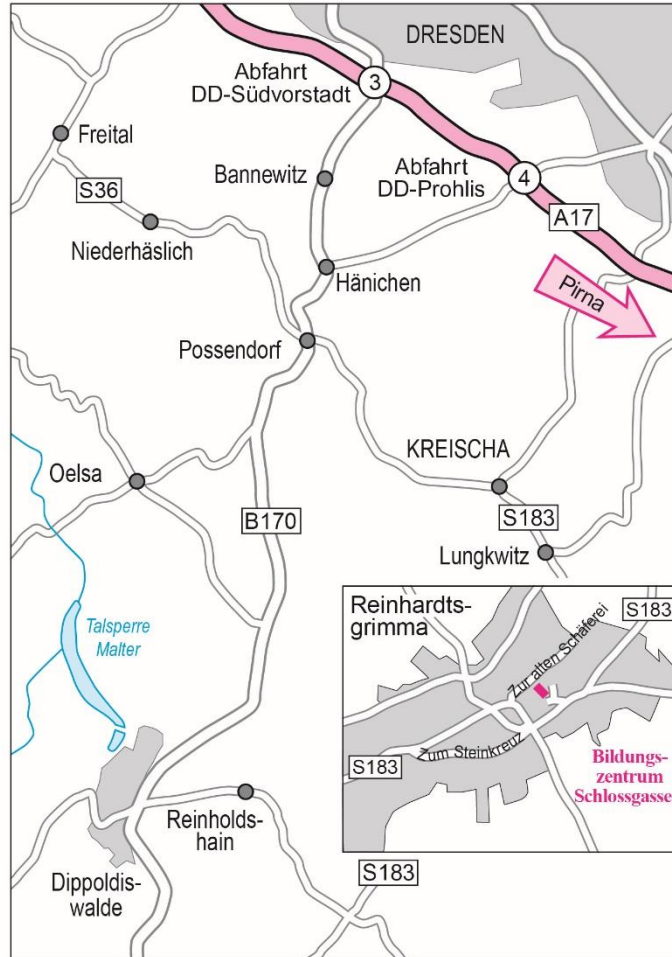 DRESDEN
Abfahrt
DD-Südvorstadt
3
Freital
Bannewitz
Abfahrt
DD-Prohlis
4
S36
A17
Niederhäslich
Hänichen
Pirna
Possendorf
KREISCHA
Oelsa
B170
S183
Lungkwitz
Talsperre
Malter
Reinhardts-
grimma
S183
Zur alten Schäferei
Zum Steinkreuz
S183
Bildungs-
zentrum
Schlossgasse
Reinholds-
hain
Dippoldis-
walde
S183